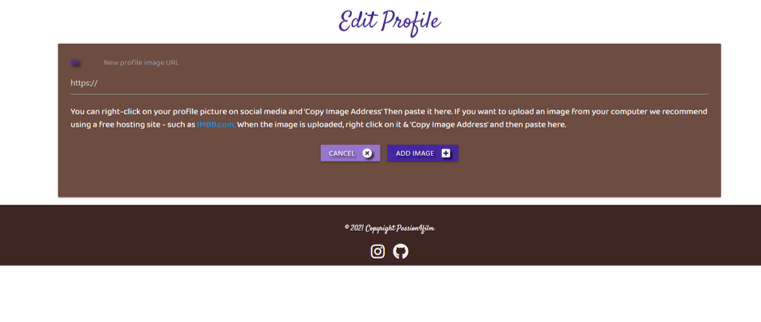 Edit Profile
New profile image URL
https://
You can right-click on your profile picture on social media and 'Copy Image Address' Then paste it here. If you want to upload an image from your computer we recommend
using a free hosting site - such as IMBB.com. When the image is uploaded, right click on it & 'Copy Image Address' and then paste here.
CANCEL ADD IMAGE
© 2021 Copyright Passion4film